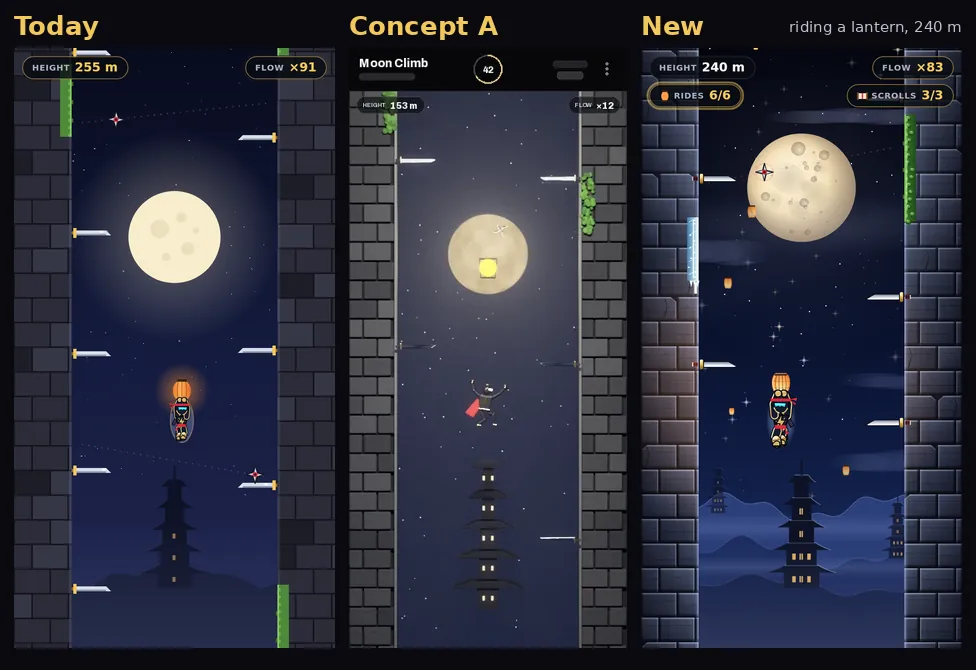 Today
Concept A
New
riding a lantern, 240 m
HEIGHT 255 m
FLOW ×91
Moon Climb
42
HEIGHT 153 m
FLOW ×12
HEIGHT 240 m
FLOW ×83
RIDES 6/6
SCROLLS 3/3